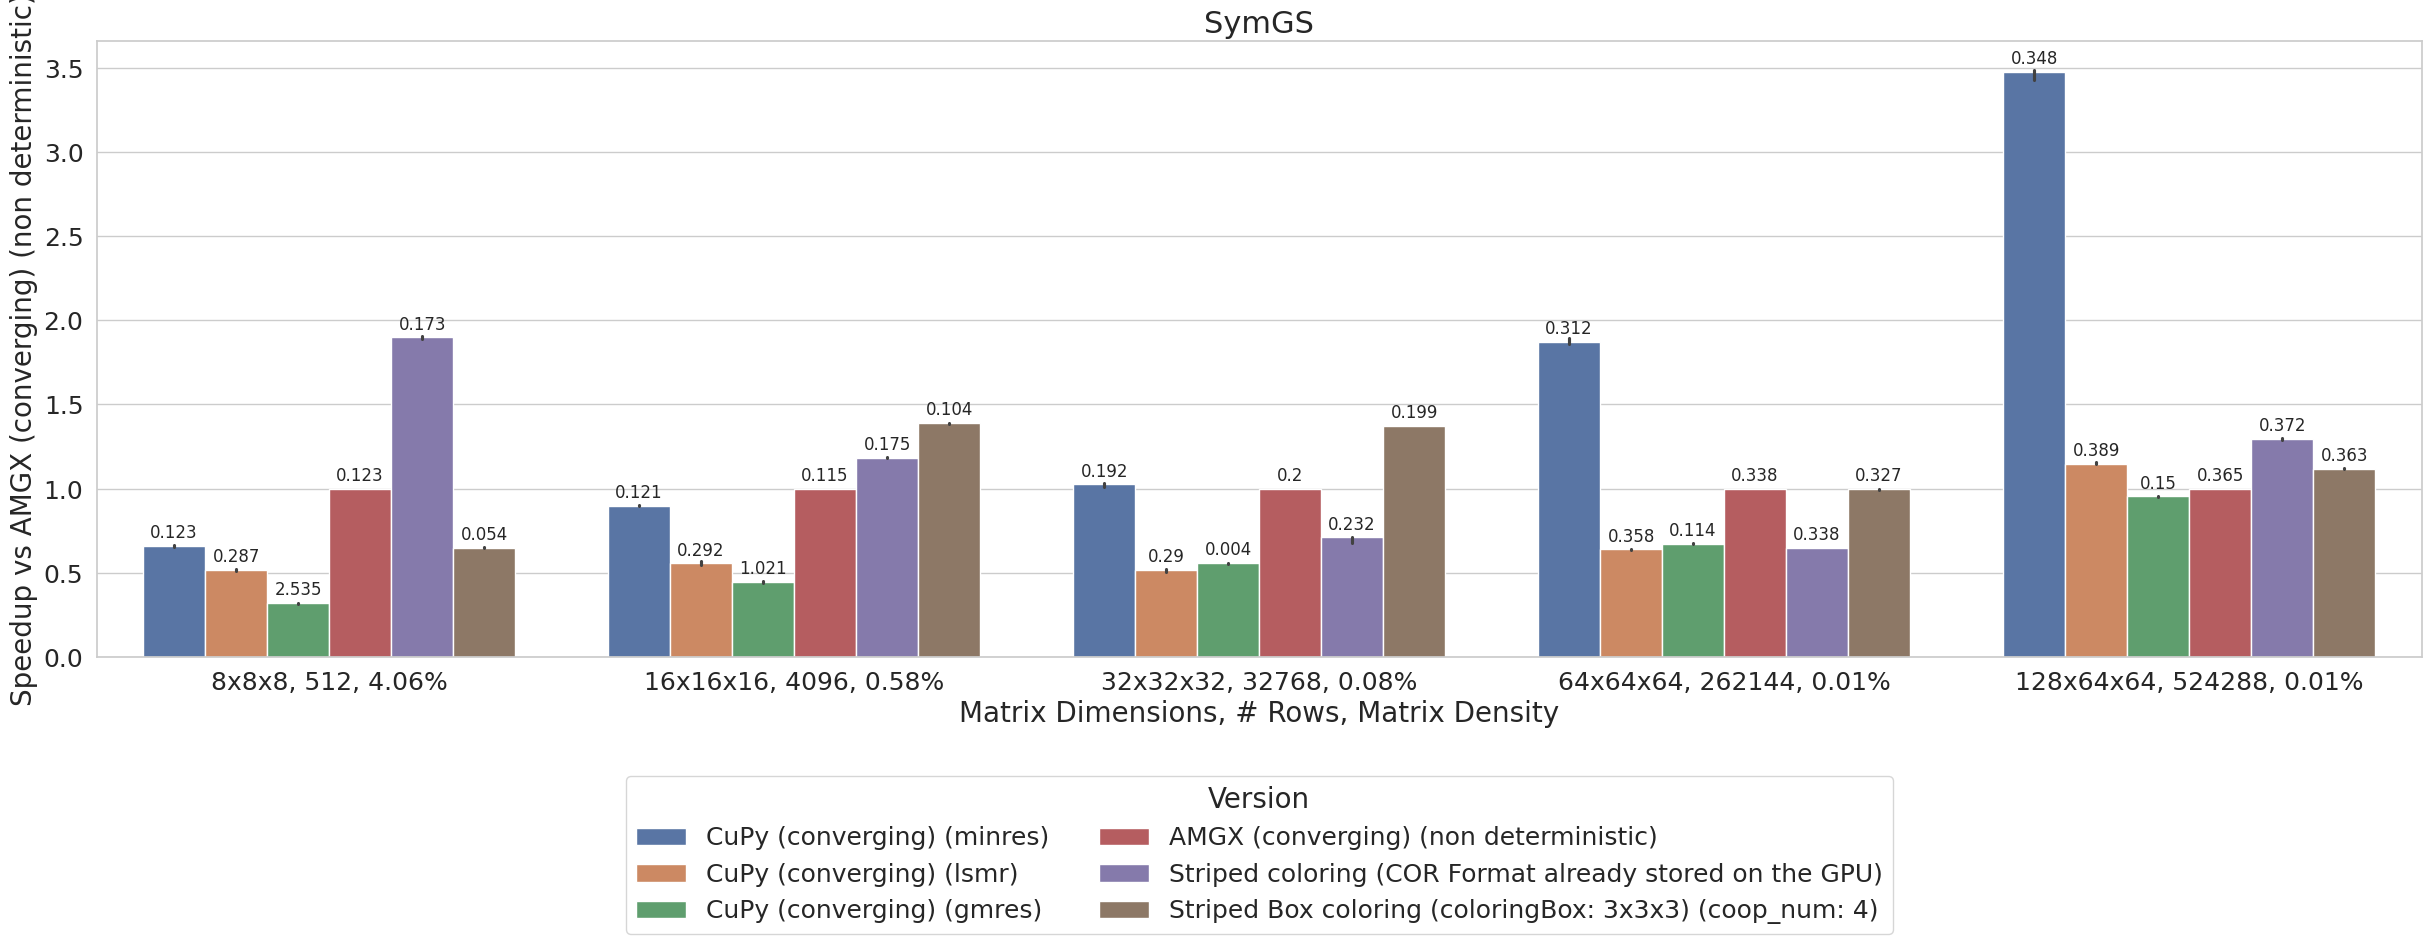 SymGS
Speedup vs AMGX (converging) (non deterministic)
3.5
3.0
2.5
2.0
1.5
1.0
0.5
0.0
0.123
0.287
2.535
0.123
0.173
0.054
0.121
0.292
1.021
0.115
0.175
0.104
0.192
0.29
0.004
0.2
0.232
0.199
0.312
0.358
0.114
0.338
0.338
0.327
0.348
0.389
0.15
0.365
0.372
0.363
8x8x8, 512, 4.06%
16x16x16, 4096, 0.58%
32x32x32, 32768, 0.08%
64x64x64, 262144, 0.01%
128x64x64, 524288, 0.01%
Matrix Dimensions, # Rows, Matrix Density
Version
CuPy (converging) (minres)
CuPy (converging) (lsmr)
CuPy (converging) (gmres)
AMGX (converging) (non deterministic)
Striped coloring (COR Format already stored on the GPU)
Striped Box coloring (coloringBox: 3x3x3) (coop_num: 4)